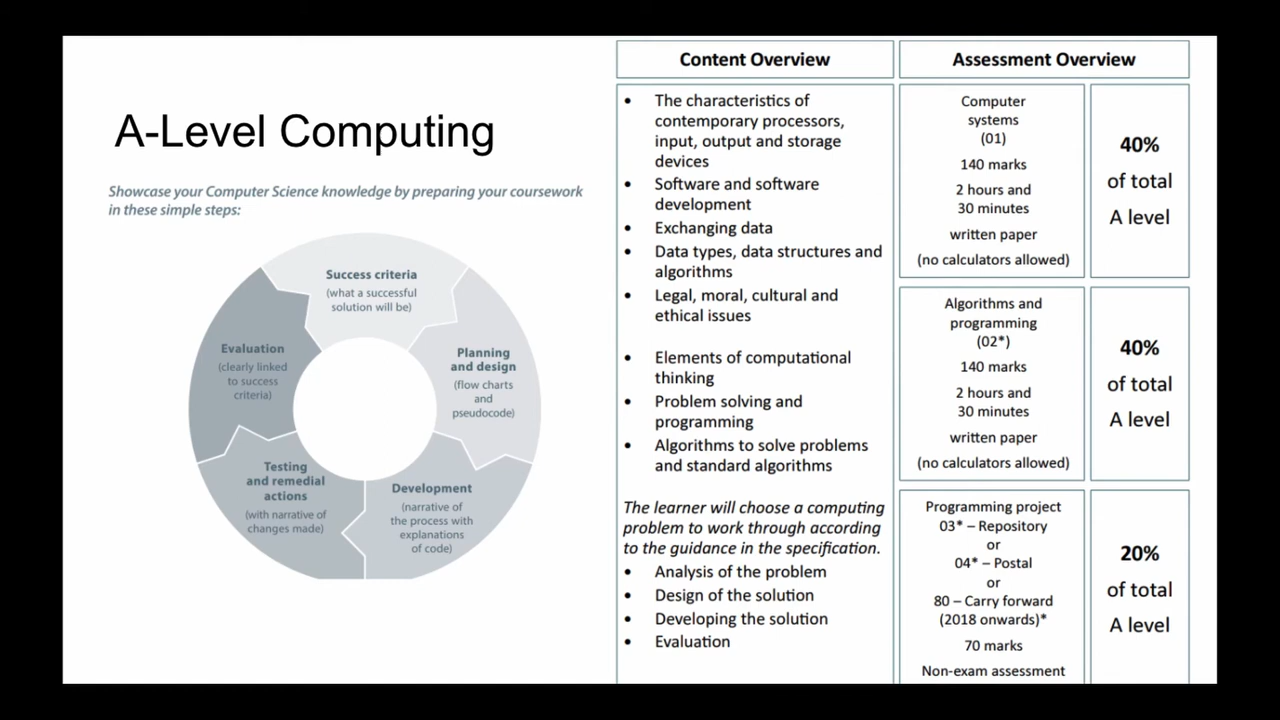 A-Level Computing
Showcase your Computer Science knowledge by preparing your coursework
in these simple steps:
Success criteria
(what a successful
solution will be)
Planning
and design
(flow charts
and
pseudocode)
Development
(narrative of
the process with
explanations
of code)
Testing
and remedial
actions
(with narrative of
changes made)
Evaluation
(clearly linked
to success
criteria)
Content Overview
• The characteristics of
contemporary processors,
input, output and storage
devices
• Software and software
development
• Exchanging data
• Data types, data structures and
algorithms
• Legal, moral, cultural and
ethical issues
• Elements of computational
thinking
• Problem solving and
programming
• Algorithms to solve problems
and standard algorithms
The learner will choose a computing
problem to work through according
to the guidance in the specification.
• Analysis of the problem
• Design of the solution
• Developing the solution
• Evaluation
Assessment Overview
Computer
systems
(01)
140 marks
2 hours and
30 minutes
written paper
(no calculators allowed)
40%
of total
A level
Algorithms and
programming
(02*)
140 marks
2 hours and
30 minutes
written paper
(no calculators allowed)
40%
of total
A level
Programming project
03* – Repository
or
04* – Postal
or
80 – Carry forward
(2018 onwards)*
70 marks
Non-exam assessment
20%
of total
A level